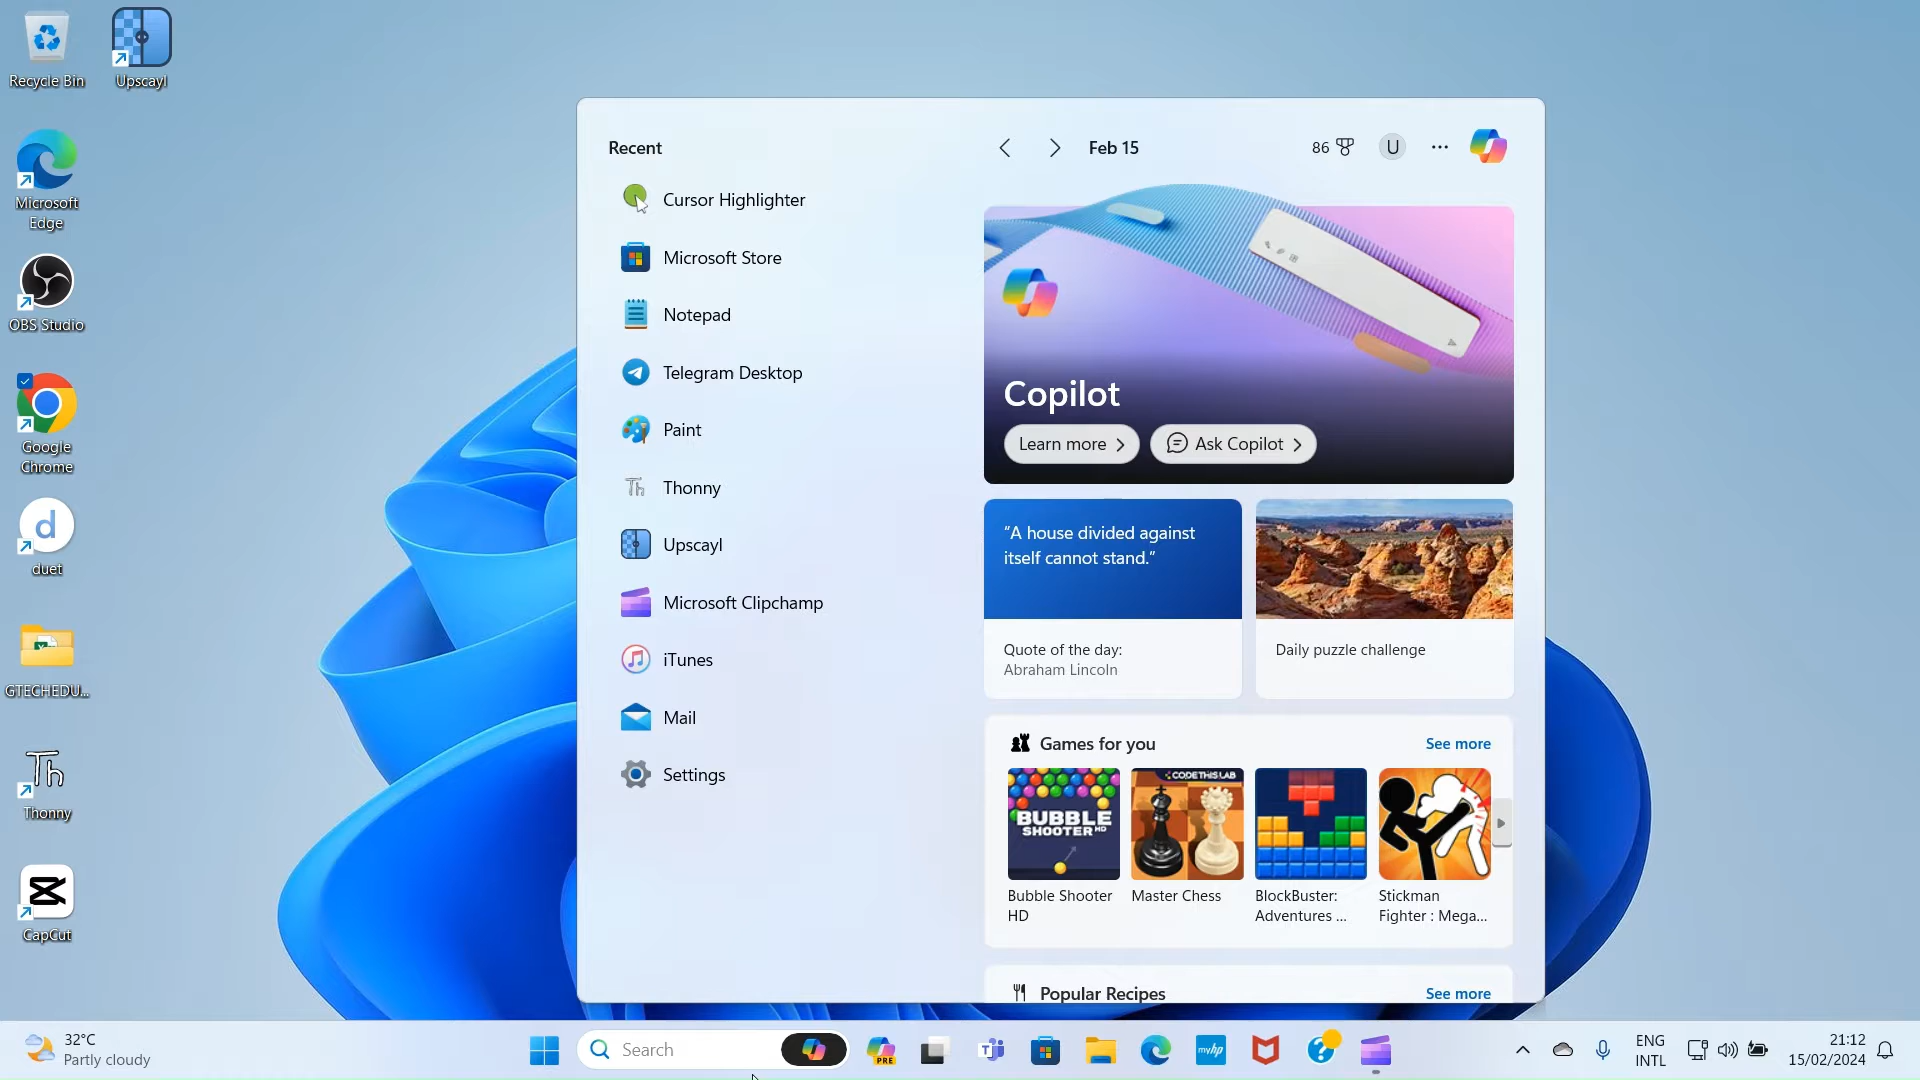 Recycle Bin
Upscayl
Microsoft
Edge
OBS Studio
Google
Chrome
d
duet
GTECHEDU...
Th
Thonny
CapCut
Recent
Cursor Highlighter
Microsoft Store
Notepad
Telegram Desktop
Paint
Th
Thonny
Upscayl
Microsoft Clipchamp
iTunes
Mail
Settings
Feb 15
86
U
Copilot
Learn more
Ask Copilot
“A house divided against
itself cannot stand.”
Quote of the day:
Abraham Lincoln
Daily puzzle challenge
Games for you
See more
BUBBLE
SHOOTER HD
CODETHISLAB
Bubble Shooter
HD
Master Chess
BlockBuster:
Adventures ...
Stickman
Fighter : Mega...
Popular Recipes
See more
32°C
Partly cloudy
Search
PRE
T
myhp
?
ENG
INTL
21:12
15/02/2024